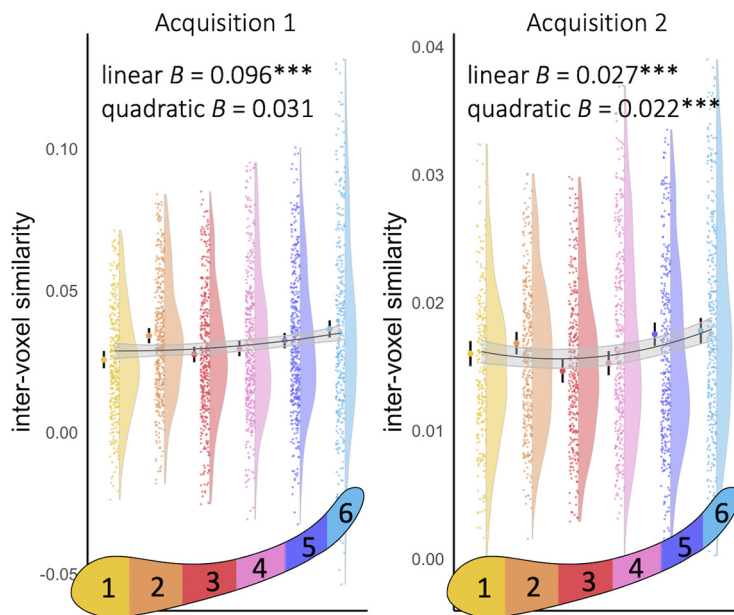 Acquisition 1
linear B = 0.096***
quadratic B = 0.031
inter-voxel similarity
0.10
0.05
0.00
-0.05
1 2 3 4 5 6
Acquisition 2
linear B = 0.027***
quadratic B = 0.022***
inter-voxel similarity
0.04
0.03
0.02
0.01
0.00
1 2 3 4 5 6